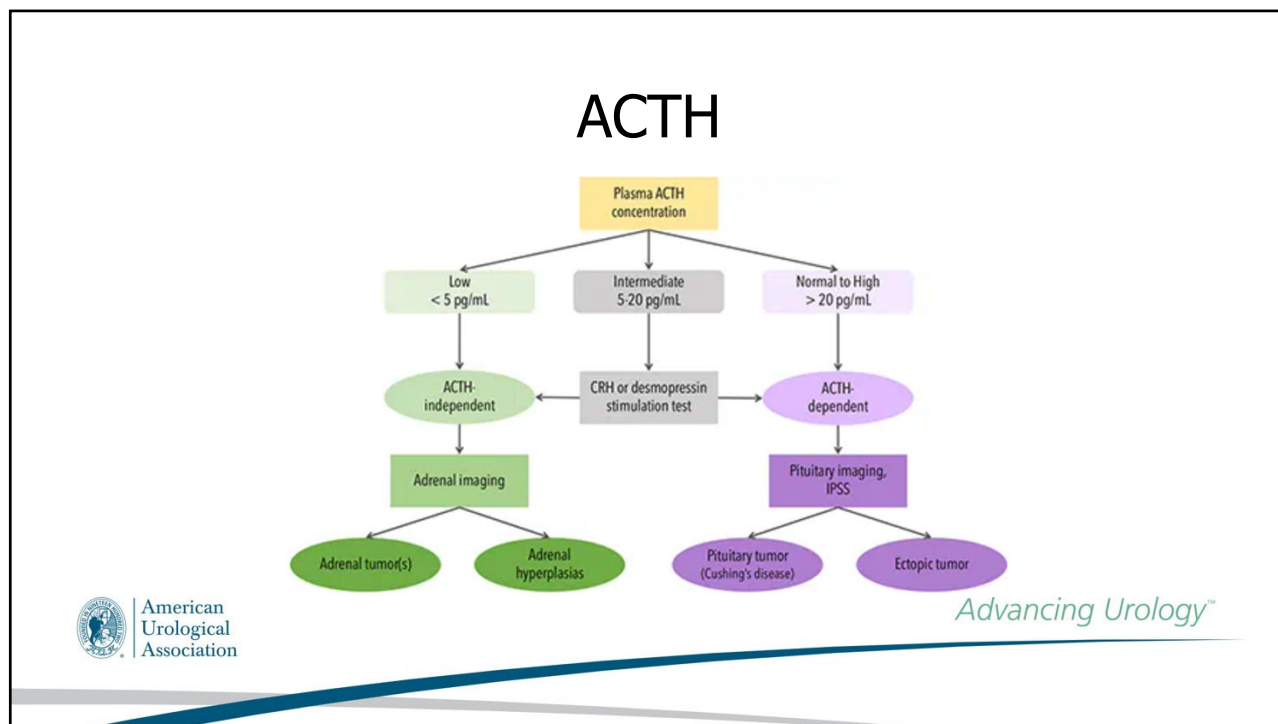 ACTH
Plasma ACTH
concentration
Low
< 5 pg/mL
Intermediate
5-20 pg/mL
Normal to High
> 20 pg/mL
ACTH-
independent
CRH or desmopressin
stimulation test
ACTH-
dependent
Adrenal imaging
Pituitary imaging,
IPSS
Adrenal tumor(s)
Adrenal
hyperplasias
Pituitary tumor
(Cushing's disease)
Ectopic tumor
American
Urological
Association
Advancing Urology™